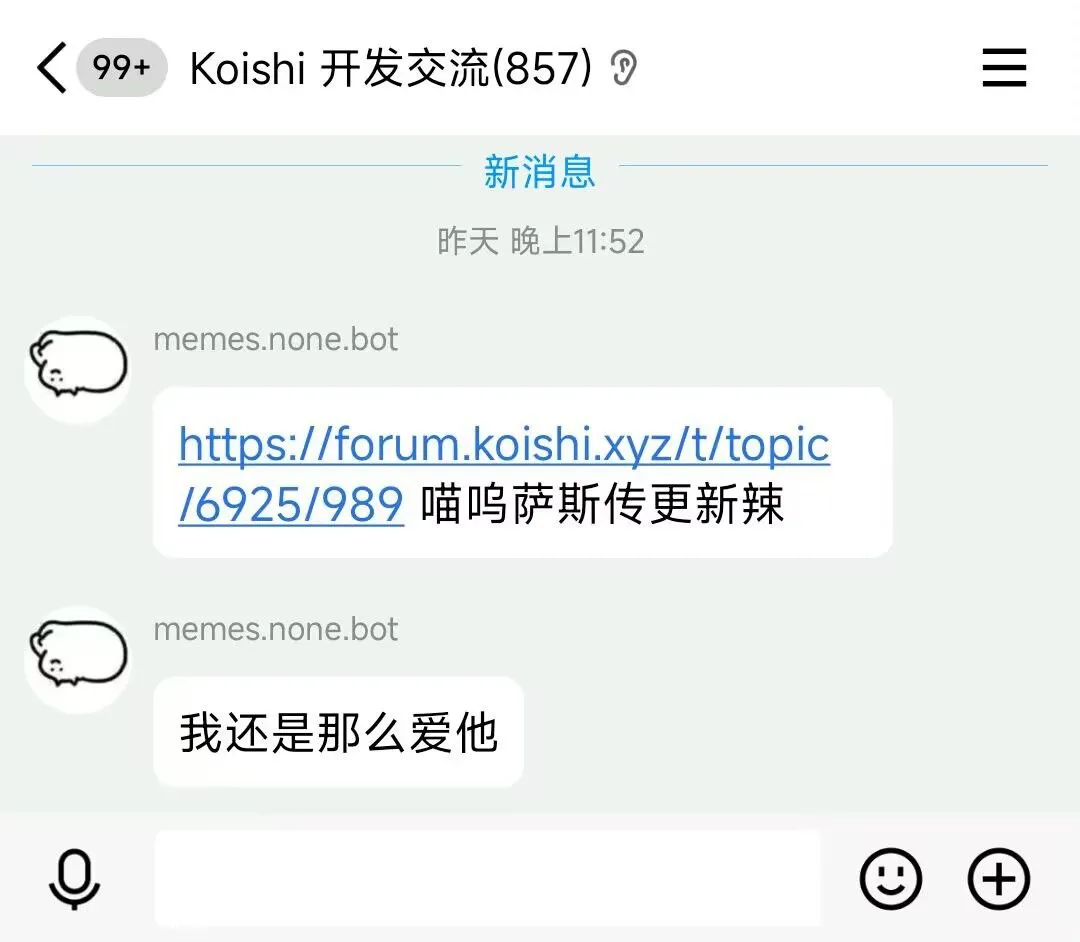 99+ Koishi 开发交流(857)
新消息
昨天 晚上11:52
memes.none.bot
https://forum.koishi.xyz/t/topic
/6925/989 喵呜萨斯传更新辣
memes.none.bot
我还是那么爱他